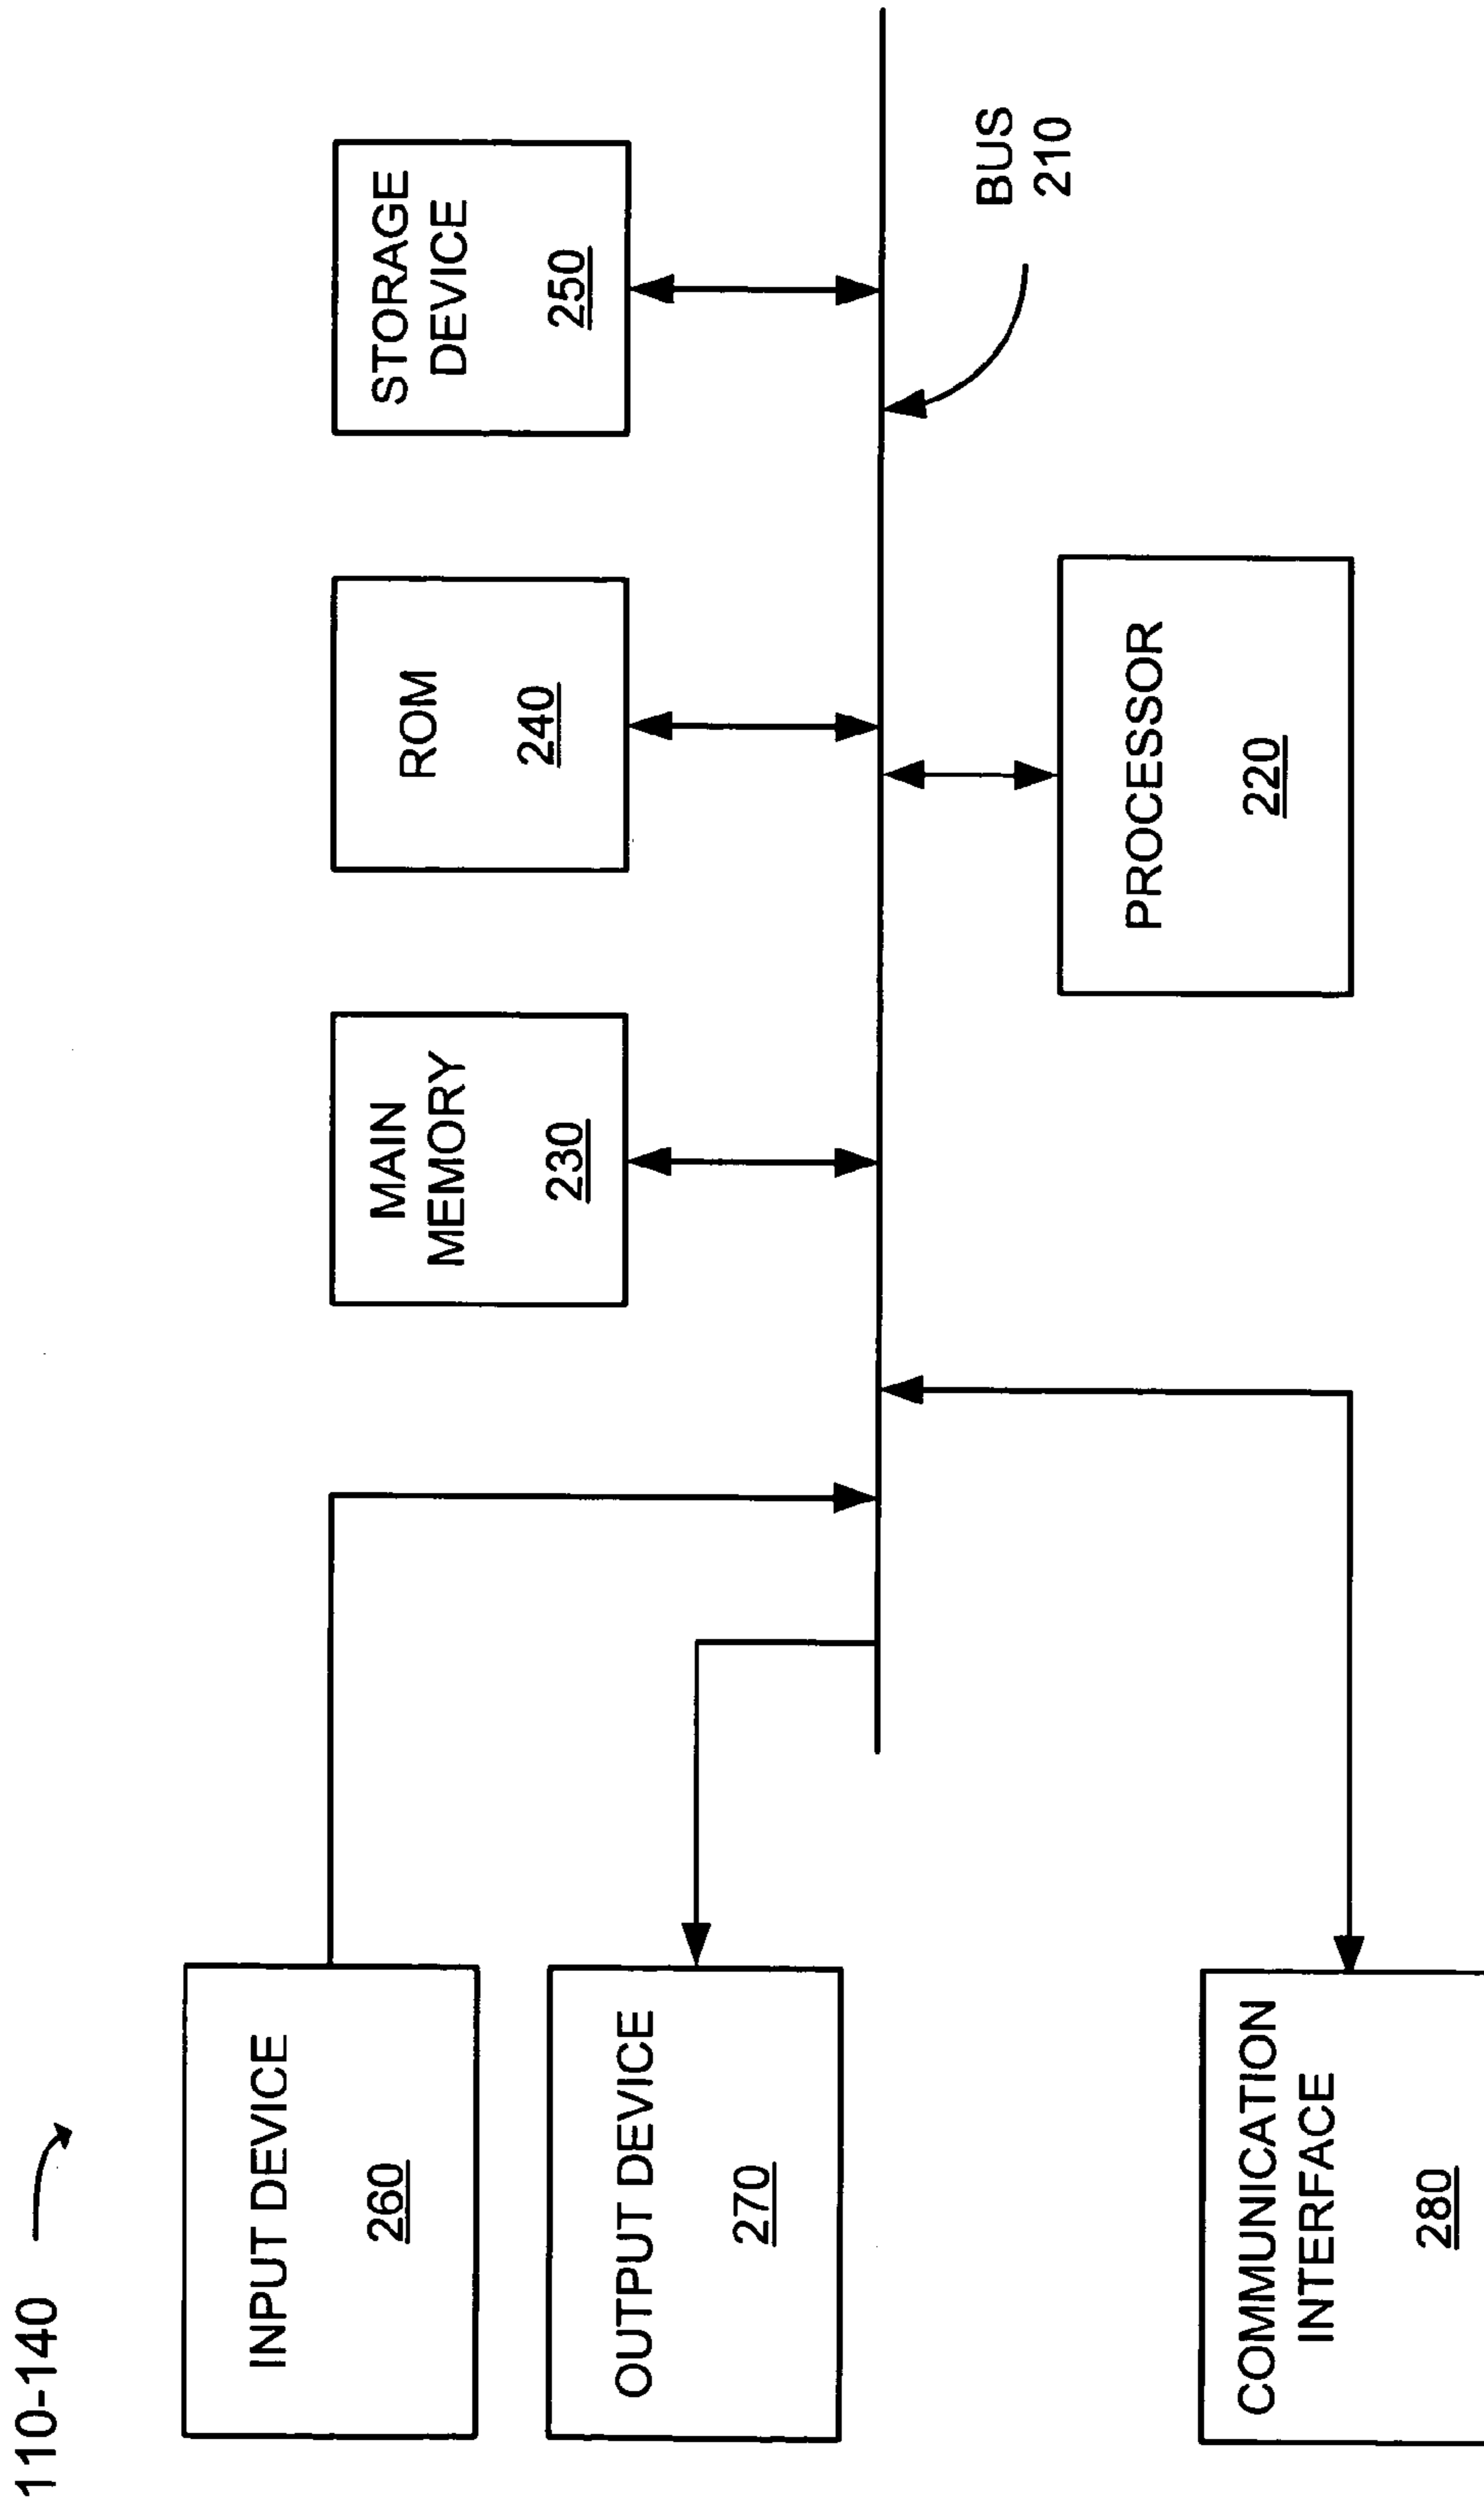 110-140
INPUT DEVICE
260
OUTPUT DEVICE
270
COMMUNICATION
INTERFACE
280
MAIN
MEMORY
230
ROM
240
STORAGE
DEVICE
250
PROCESSOR
220
BUS
210